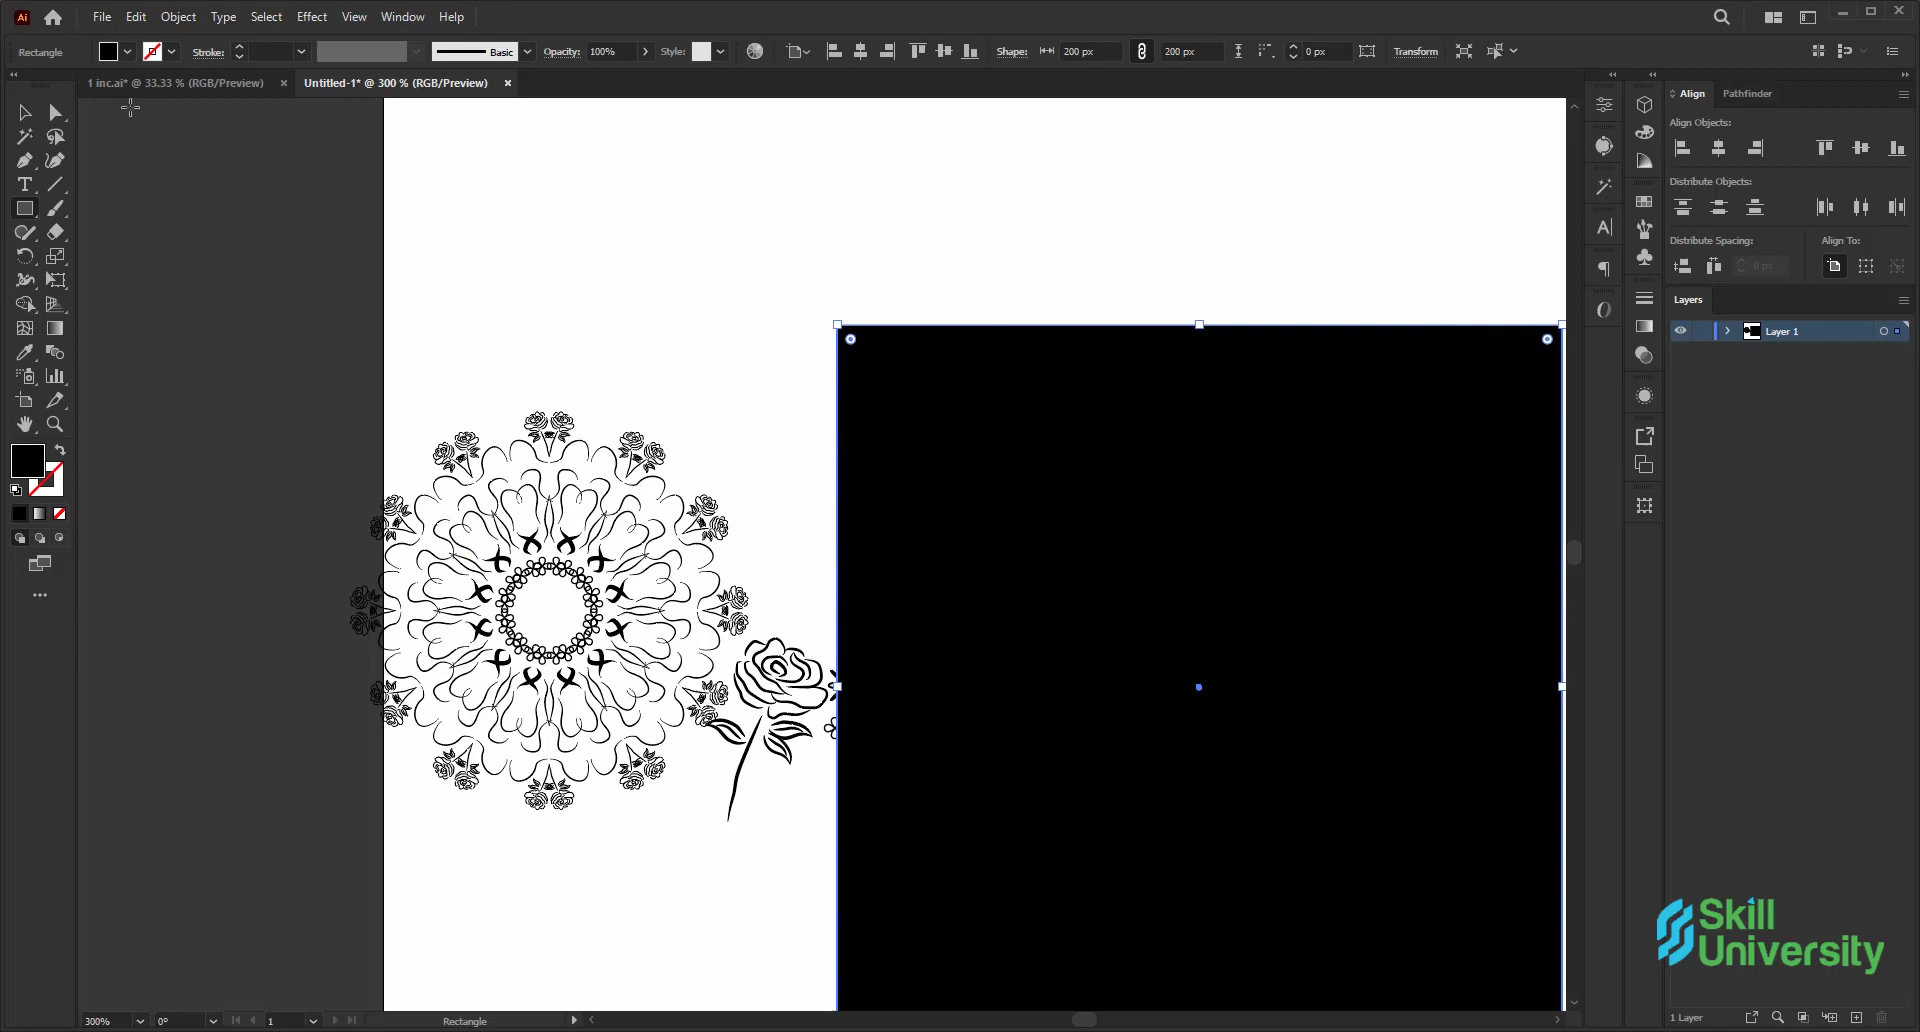 Ai File Edit Object Type Select Effect View Window Help
Rectangle Stroke: Basic Opacity: 100% Style: Shape: 200 px 200 px 0 px Transform
1 inc.ai* @ 33.33 % (RGB/Preview) × Untitled-1* @ 300 % (RGB/Preview) ×
Align Pathfinder
Align Objects:
Distribute Objects:
Distribute Spacing: Align To:
0 px
Layers
Layer 1
Skill
University
300% 0° 1 Rectangle 1 Layer